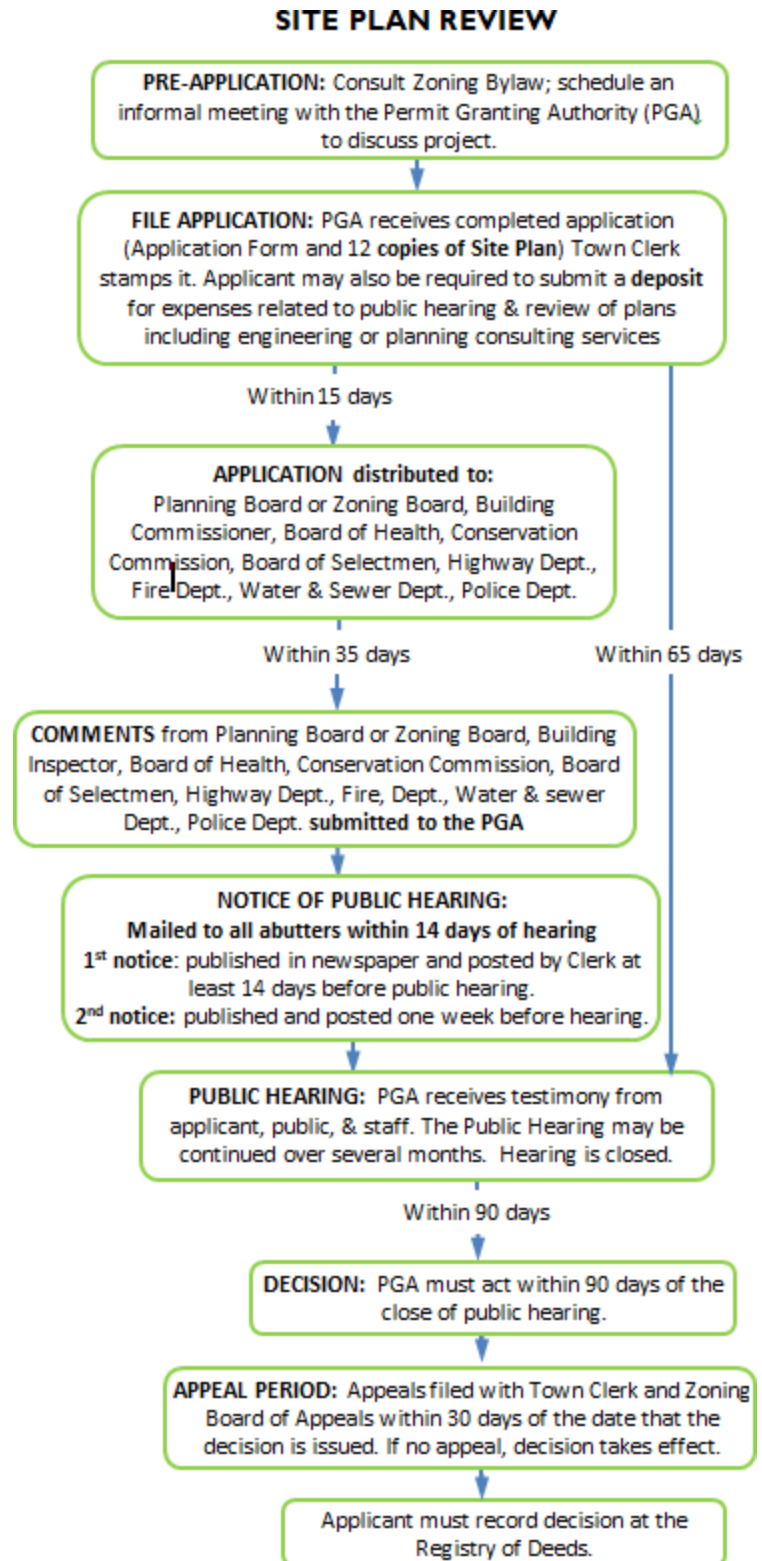 SITE PLAN REVIEW
PRE-APPLICATION: Consult Zoning Bylaw; schedule an
informal meeting with the Permit Granting Authority (PGA)
to discuss project.
FILE APPLICATION: PGA receives completed application
(Application Form and 12 copies of Site Plan) Town Clerk
stamps it. Applicant may also be required to submit a deposit
for expenses related to public hearing & review of plans
including engineering or planning consulting services
Within 15 days
APPLICATION distributed to:
Planning Board or Zoning Board, Building
Commissioner, Board of Health, Conservation
Commission, Board of Selectmen, Highway Dept.,
Fire Dept., Water & Sewer Dept., Police Dept.
Within 35 days
Within 65 days
COMMENTS from Planning Board or Zoning Board, Building
Inspector, Board of Health, Conservation Commission, Board
of Selectmen, Highway Dept., Fire, Dept., Water & sewer
Dept., Police Dept. submitted to the PGA
NOTICE OF PUBLIC HEARING:
Mailed to all abutters within 14 days of hearing
1st notice: published in newspaper and posted by Clerk at
least 14 days before public hearing.
2nd notice: published and posted one week before hearing.
PUBLIC HEARING: PGA receives testimony from
applicant, public, & staff. The Public Hearing may be
continued over several months. Hearing is closed.
Within 90 days
DECISION: PGA must act within 90 days of the
close of public hearing.
APPEAL PERIOD: Appeals filed with Town Clerk and Zoning
Board of Appeals within 30 days of the date that the
decision is issued. If no appeal, decision takes effect.
Applicant must record decision at the
Registry of Deeds.